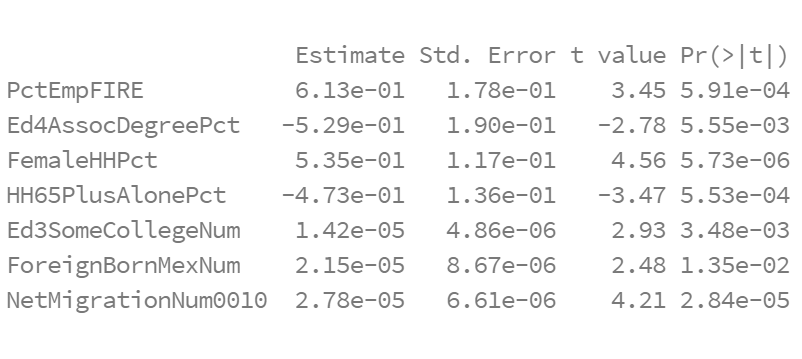 Estimate Std. Error t value Pr(>|t|)
PctEmpFIRE 6.13e-01 1.78e-01 3.45 5.91e-04
Ed4AssocDegreePct -5.29e-01 1.90e-01 -2.78 5.55e-03
FemaleHHPct 5.35e-01 1.17e-01 4.56 5.73e-06
HH65PlusAlonePct -4.73e-01 1.36e-01 -3.47 5.53e-04
Ed3SomeCollegeNum 1.42e-05 4.86e-06 2.93 3.48e-03
ForeignBornMexNum 2.15e-05 8.67e-06 2.48 1.35e-02
NetMigrationNum0010 2.78e-05 6.61e-06 4.21 2.84e-05